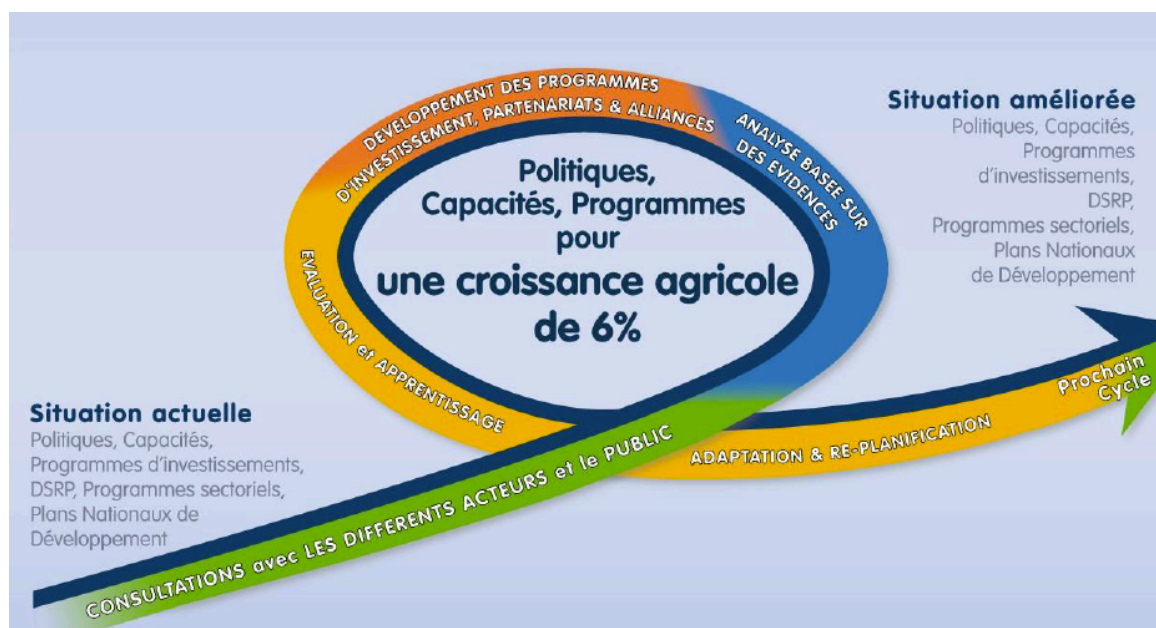 DEVELOPPEMENT DES PROGRAMMES
D'INVESTISSEMENT, PARTENARIATS & ALLIANCES
ANALYSE BASEE SUR
DES EVIDENCES
Situation améliorée
Politiques, Capacités,
Programmes
d'investissements,
DSRP,
Programmes sectoriels,
Plans Nationaux
de Développement
Politiques,
Capacités, Programmes
pour
une croissance agricole
de 6%
EVALUATION et APPRENTISSAGE
Situation actuelle
Politiques, Capacités,
Programmes d'investissements,
DSRP, Programmes sectoriels,
Plans Nationaux de
Développement
CONSULTATIONS avec LES DIFFERENTS ACTEURS et le PUBLIC
ADAPTATION & RE-PLANIFICATION
Prochain
Cycle